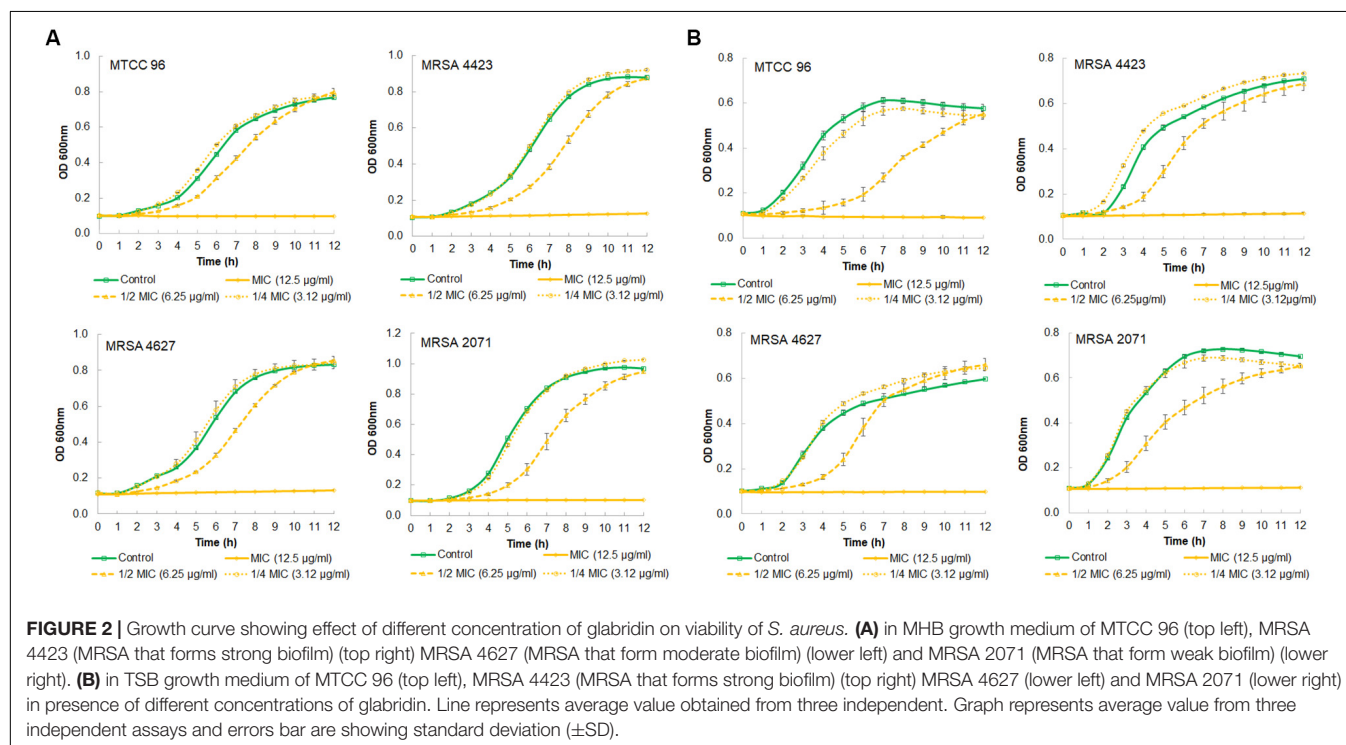 A
MTCC 96
OD 600nm
1.0
0.8
0.6
0.4
0.2
0.0
0 1 2 3 4 5 6 7 8 9 10 11 12
Time (h)
Control MIC (12.5 µg/ml)
1/2 MIC (6.25 µg/ml) 1/4 MIC (3.12 µg/ml)
MRSA 4423
OD 600nm
1.0
0.8
0.6
0.4
0.2
0.0
0 1 2 3 4 5 6 7 8 9 10 11 12
Time (h)
Control MIC (12.5 µg/ml)
1/2 MIC (6.25 µg/ml) 1/4 MIC (3.12 µg/ml)
MRSA 4627
OD 600nm
1.0
0.8
0.6
0.4
0.2
0.0
0 1 2 3 4 5 6 7 8 9 10 11 12
Time (h)
Control MIC (12.5 µg/ml)
1/2 MIC (6.25 µg/ml) 1/4 MIC (3.12 µg/ml)
MRSA 2071
OD 600nm
1.2
1.0
0.8
0.6
0.4
0.2
0.0
0 1 2 3 4 5 6 7 8 9 10 11 12
Time (h)
Control MIC (12.5 µg/ml)
1/2 MIC (6.25 µg/ml) 1/4 MIC (3.12 µg/ml)
B
MTCC 96
OD 600nm
0.8
0.6
0.4
0.2
0.0
0 1 2 3 4 5 6 7 8 9 10 11 12
Time (h)
Control MIC (12.5 µg/ml)
1/2 MIC (6.25 µg/ml) 1/4 MIC (3.12 µg/ml)
MRSA 4423
OD 600nm
0.8
0.6
0.4
0.2
0.0
0 1 2 3 4 5 6 7 8 9 10 11 12
Time (h)
Control MIC (12.5µg/ml)
1/2 MIC (6.25µg/ml) 1/4 MIC (3.12µg/ml)
MRSA 4627
OD 600nm
0.8
0.6
0.4
0.2
0.0
0 1 2 3 4 5 6 7 8 9 10 11 12
Time (h)
Control MIC (12.5 µg/ml)
1/2 MIC (6.25 µg/ml) 1/4 MIC (3.12 µg/ml)
MRSA 2071
OD 600nm
0.8
0.6
0.4
0.2
0.0
0 1 2 3 4 5 6 7 8 9 10 11 12
Time (h)
Control MIC (12.5 µg/ml)
1/2 MIC (6.25 µg/ml) 1/4 MIC (3.12 µg/ml)
FIGURE 2 | Growth curve showing effect of different concentration of glabridin on viability of S. aureus. (A) in MHB growth medium of MTCC 96 (top left), MRSA
4423 (MRSA that forms strong biofilm) (top right) MRSA 4627 (MRSA that form moderate biofilm) (lower left) and MRSA 2071 (MRSA that form weak biofilm) (lower
right). (B) in TSB growth medium of MTCC 96 (top left), MRSA 4423 (MRSA that forms strong biofilm) (top right) MRSA 4627 (lower left) and MRSA 2071 (lower right)
in presence of different concentrations of glabridin. Line represents average value obtained from three independent. Graph represents average value from three
independent assays and errors bar are showing standard deviation (±SD).